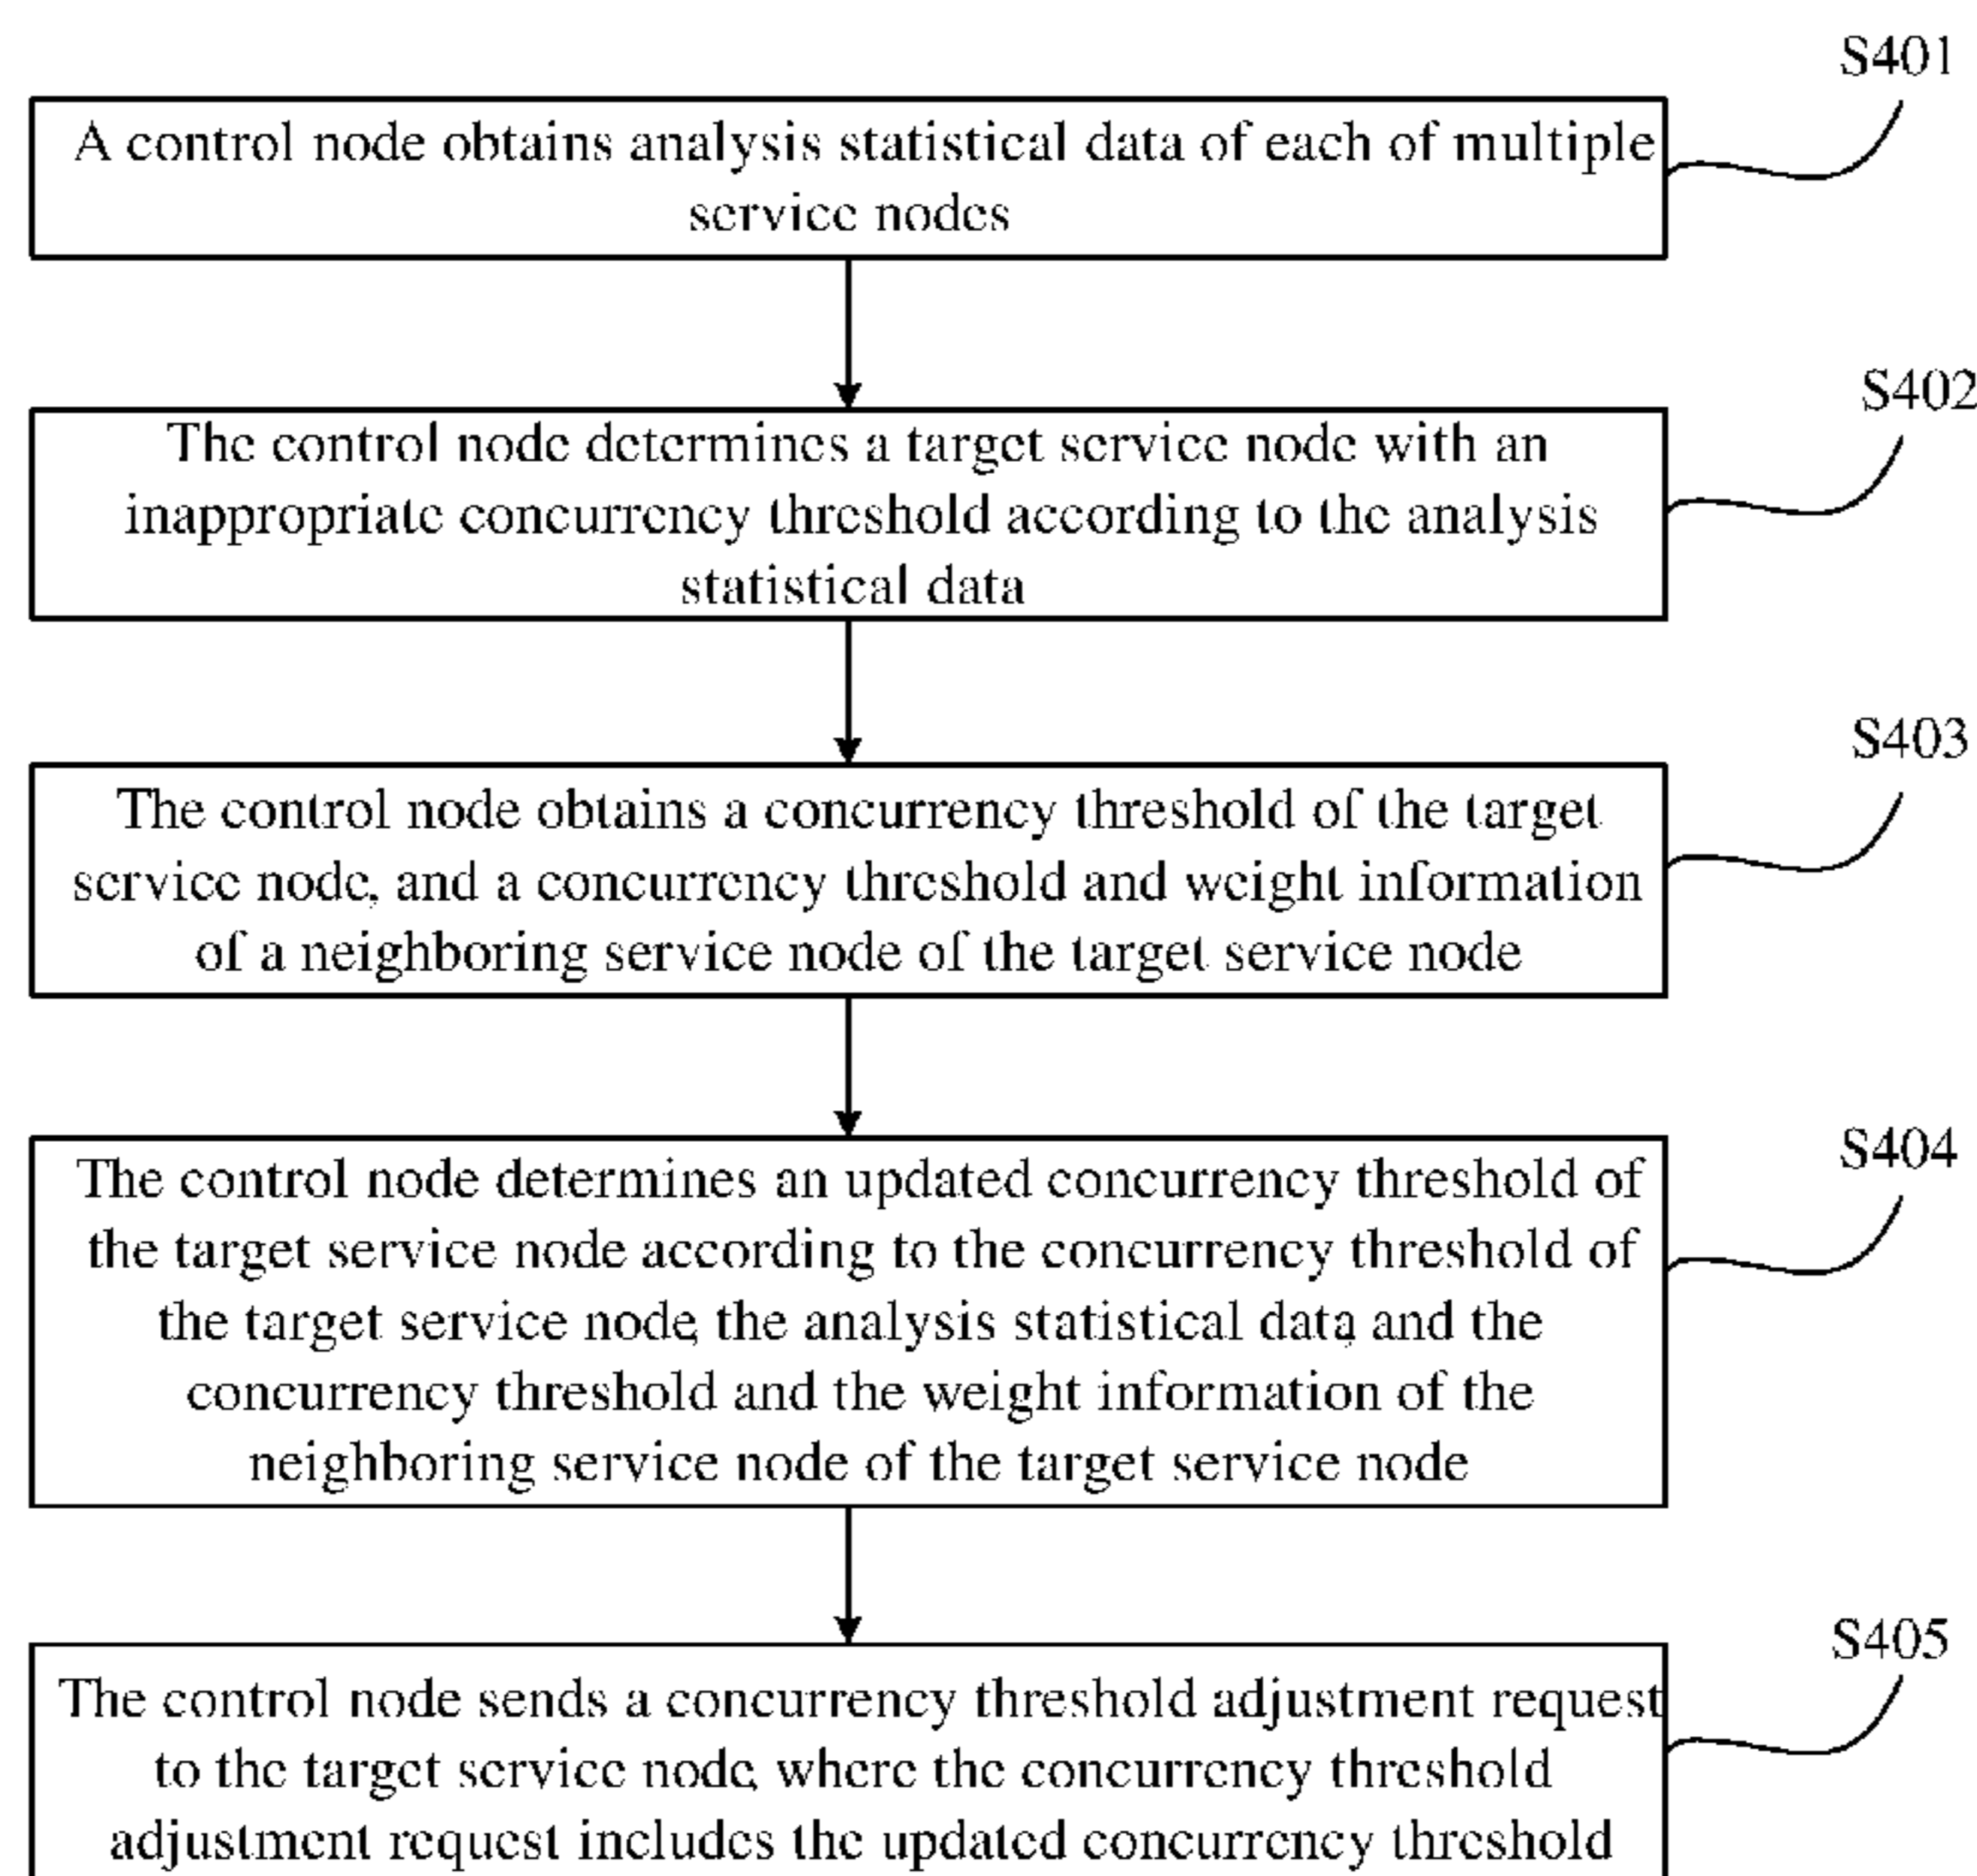 S401
A control node obtains analysis statistical data of each of multiple
service nodes
S402
The control node determines a target service node with an
inappropriate concurrency threshold according to the analysis
statistical data
S403
The control node obtains a concurrency threshold of the target
service node, and a concurrency threshold and weight information
of a neighboring service node of the target service node
S404
The control node determines an updated concurrency threshold of
the target service node according to the concurrency threshold of
the target service node, the analysis statistical data, and the
concurrency threshold and the weight information of the
neighboring service node of the target service node
S405
The control node sends a concurrency threshold adjustment request
to the target service node, where the concurrency threshold
adjustment request includes the updated concurrency threshold